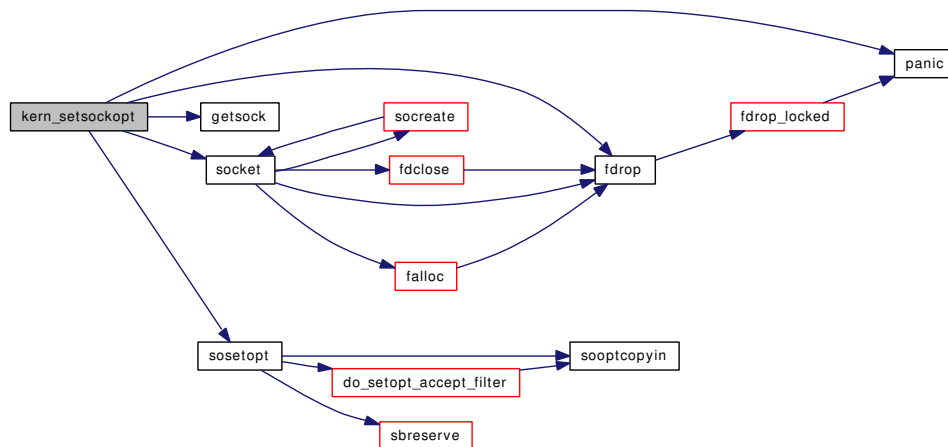 panic
kern_setsockopt
getsock
socreate
fdrop_locked
socket
fdclose
fdrop
falloc
sosetopt
sooptcopyin
do_setopt_accept_filter
sbreserve